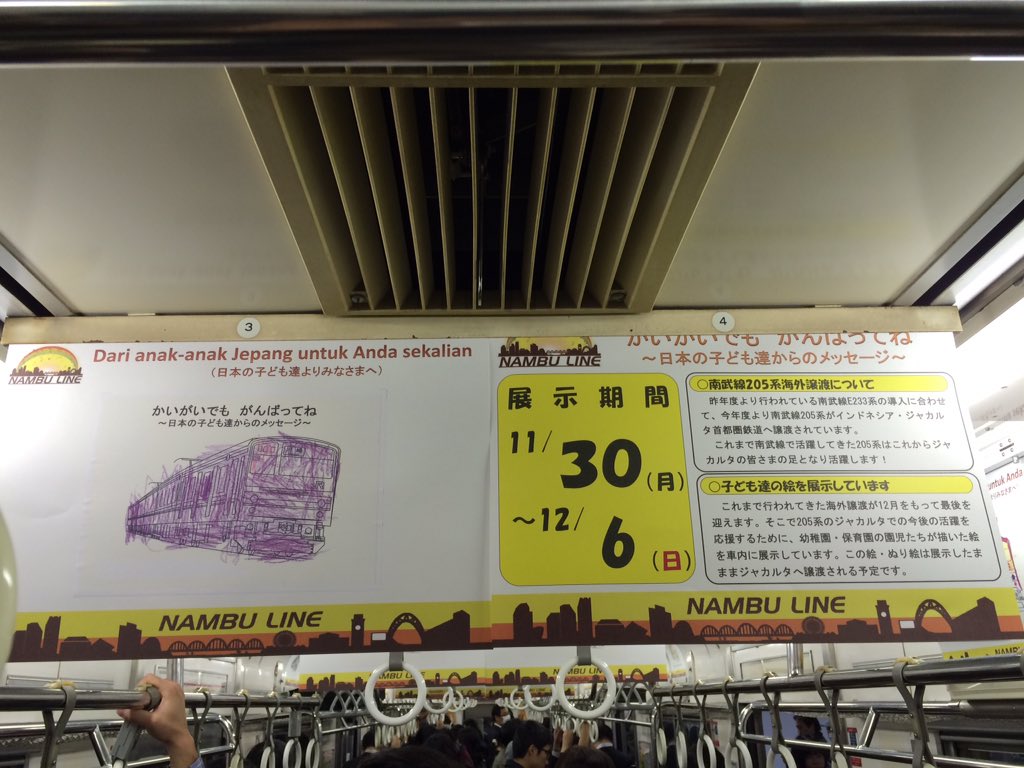 3
4
NAMBU LINE
Dari anak-anak Jepang untuk Anda sekalian
(日本の子ども達よりみなさまへ)
かいがいでも がんばってね
～日本の子ども達からのメッセージ～
NAMBU LINE
NAMBU LINE
かいがいでも がんばってね
～日本の子ども達からのメッセージ～
展示期間
11/30(月)
～12/6(日)
○南武線205系海外譲渡について
昨年度より行われている南武線E233系の導入に合わせ
て、今年度より南武線205系がインドネシア・ジャカル
タ首都圏鉄道へ譲渡されています。
これまで南武線で活躍してきた205系はこれからジャ
カルタの皆さまの足となり活躍します！
○子ども達の絵を展示しています
これまで行われてきた海外譲渡が12月をもって最後を
迎えます。そこで205系のジャカルタでの今後の活躍を
応援するために、幼稚園・保育園の園児たちが描いた絵
を車内に展示しています。この絵・ぬり絵は展示したま
まジャカルタへ譲渡される予定です。
NAMBU LINE